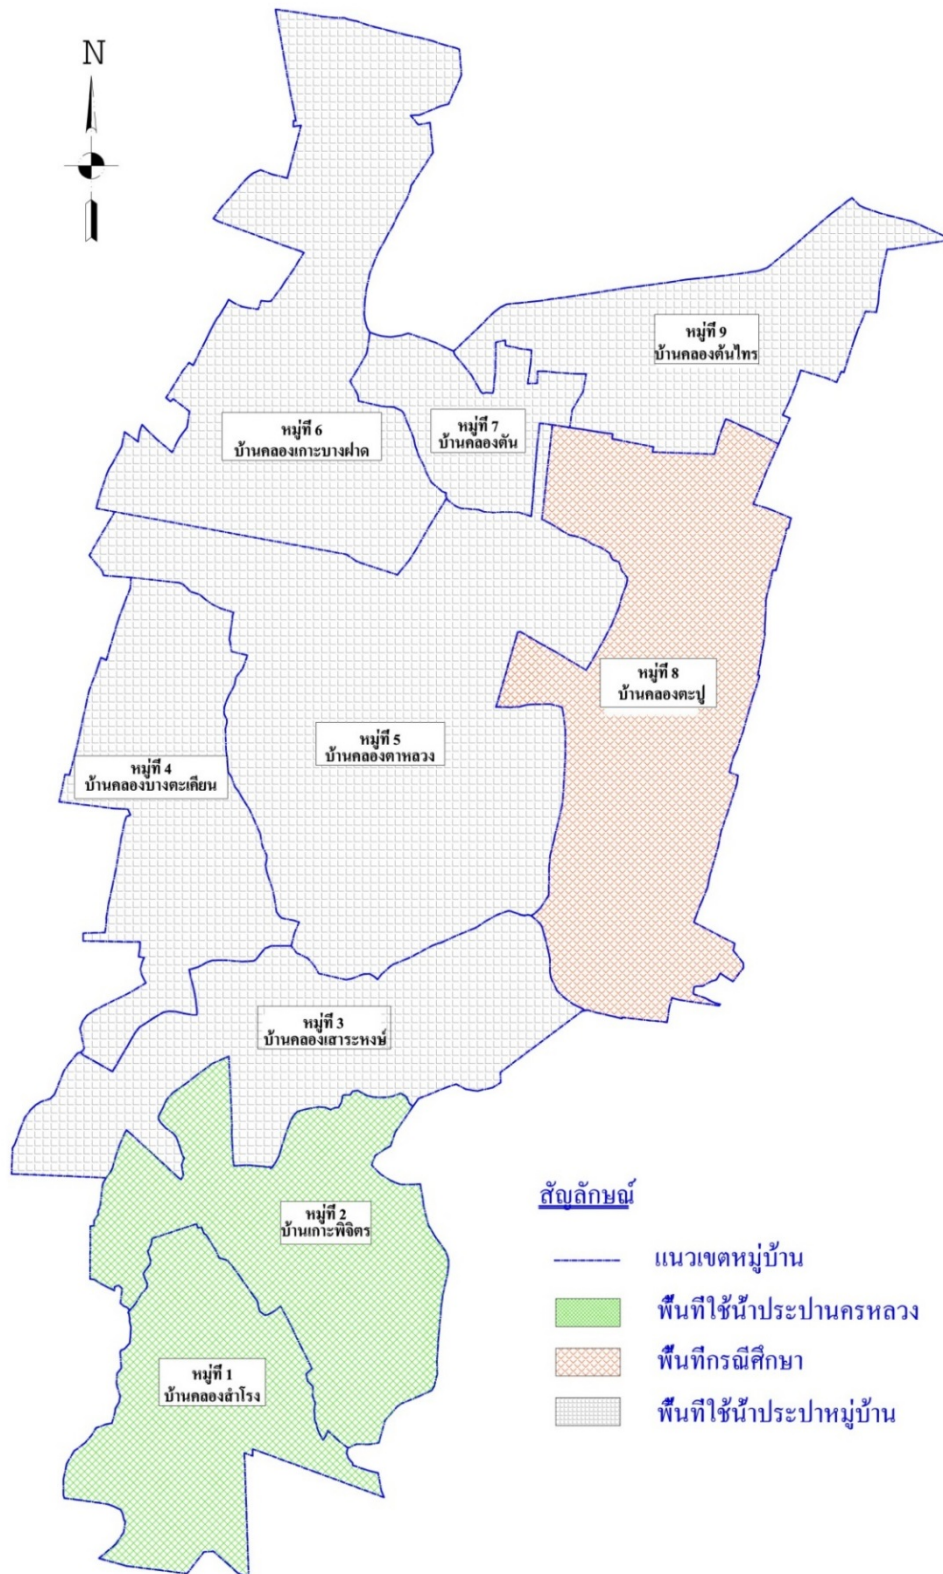 N
หมู่ที่ 9
บ้านคลองต้นไทร
หมู่ที่ 7
บ้านคลองตัน
หมู่ที่ 6
บ้านคลองเกาะบางฝาด
หมู่ที่ 8
บ้านคลองตะปู
หมู่ที่ 5
บ้านคลองตาหลวง
หมู่ที่ 4
บ้านคลองบางตะเคียน
หมู่ที่ 3
บ้านคลองเสาระหงษ์
หมู่ที่ 2
บ้านเกาะพิจิตร
หมู่ที่ 1
บ้านคลองสำโรง
สัญลักษณ์
แนวเขตหมู่บ้าน
พื้นที่ใช้น้ำประปานครหลวง
พื้นที่กรณีศึกษา
พื้นที่ใช้น้ำประปาหมู่บ้าน